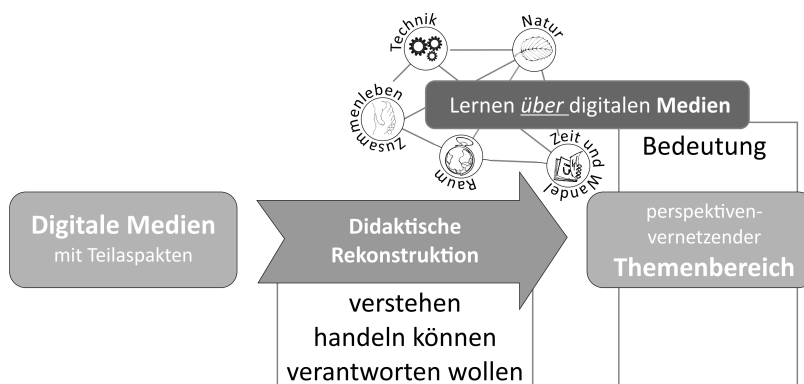 Technik
Natur
Zusammenleben
Raum
Zeit und Wandel
Lernen über digitalen Medien
Bedeutung
Digitale Medien
mit Teilaspakten
Didaktische
Rekonstruktion
perspektiven-
vernetzender
Themenbereich
verstehen
handeln können
verantworten wollen